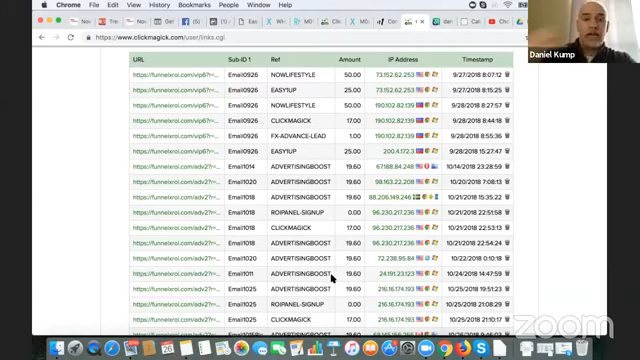 Chrome File Edit View History Bookmarks People Window Help
https://www.clickmagick.com/user/links.cgi
Daniel Kump
URL Sub-ID 1 Ref Amount IP Address Timestamp
https://funnelxroi.com/vip6?r=... Email0926 NOWLIFESTYLE 50.00 73.152.62.253 9/27/2018 8:07:12
https://funnelxroi.com/vip6?r=... Email0926 EASY1UP 25.00 73.152.62.253 9/27/2018 8:15:25
https://funnelxroi.com/vip6?r=... Email0926 NOWLIFESTYLE 50.00 190.102.82.139 9/28/2018 8:27:57
https://funnelxroi.com/vip6?r=... Email0926 CLICKMAGICK 17.00 190.102.82.139 9/28/2018 8:44:18
https://funnelxroi.com/vip6?r=... Email0926 FX-ADVANCE-LEAD 1.00 190.102.82.139 9/28/2018 8:55:36
https://funnelxroi.com/vip6?r=... Email0926 EASY1UP 25.00 200.4.172.3 9/28/2018 15:27:47
https://funnelxroi.com/adv2?r=... Email1014 ADVERTISINGBOOST 19.60 67.188.84.248 10/14/2018 23:28:59
https://funnelxroi.com/adv2?r=... Email1020 ADVERTISINGBOOST 19.60 98.163.22.208 10/20/2018 7:08:13
https://funnelxroi.com/adv2?r=... Email1018 ADVERTISINGBOOST 19.60 88.206.149.246 10/21/2018 15:35:22
https://funnelxroi.com/adv2?r=... Email1018 ROIPANEL-SIGNUP 0.00 96.230.217.236 10/21/2018 22:51:58
https://funnelxroi.com/adv2?r=... Email1018 CLICKMAGICK 17.00 96.230.217.236 10/21/2018 22:53:13
https://funnelxroi.com/adv2?r=... Email1018 ADVERTISINGBOOST 19.60 96.230.217.236 10/21/2018 22:54:24
https://funnelxroi.com/adv2?r=... Email1018 ADVERTISINGBOOST 19.60 72.238.95.84 10/22/2018 0:10:18
https://funnelxroi.com/adv2?r=... Email1011 ADVERTISINGBOOST 19.60 24.191.23.123 10/24/2018 14:47:59
https://funnelxroi.com/adv2?r=... Email1025 ADVERTISINGBOOST 19.60 216.16.174.193 10/25/2018 19:51:23
https://funnelxroi.com/adv2?r=... Email1025 ROIPANEL-SIGNUP 0.00 216.16.174.193 10/25/2018 21:08:29
https://funnelxroi.com/adv2?r=... Email1025 CLICKMAGICK 17.00 216.16.174.193 10/25/2018 21:10:17
zoom